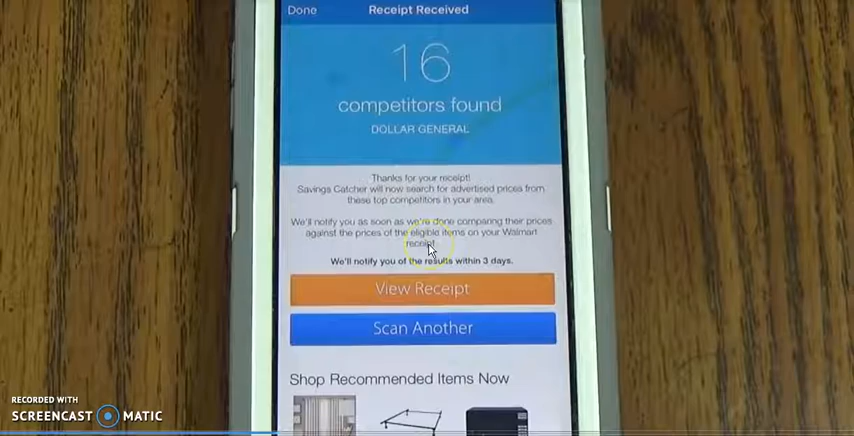 Done Receipt Received
16
competitors found
DOLLAR GENERAL
Thanks for your receipt!
Savings Catcher will now search for advertised prices from
these top competitors in your area.
We'll notify you as soon as we're done comparing their prices
against the prices of the eligible items on your Walmart
receipt.
We'll notify you of the results within 3 days.
View Receipt
Scan Another
Shop Recommended Items Now
RECORDED WITH
SCREENCAST MATIC